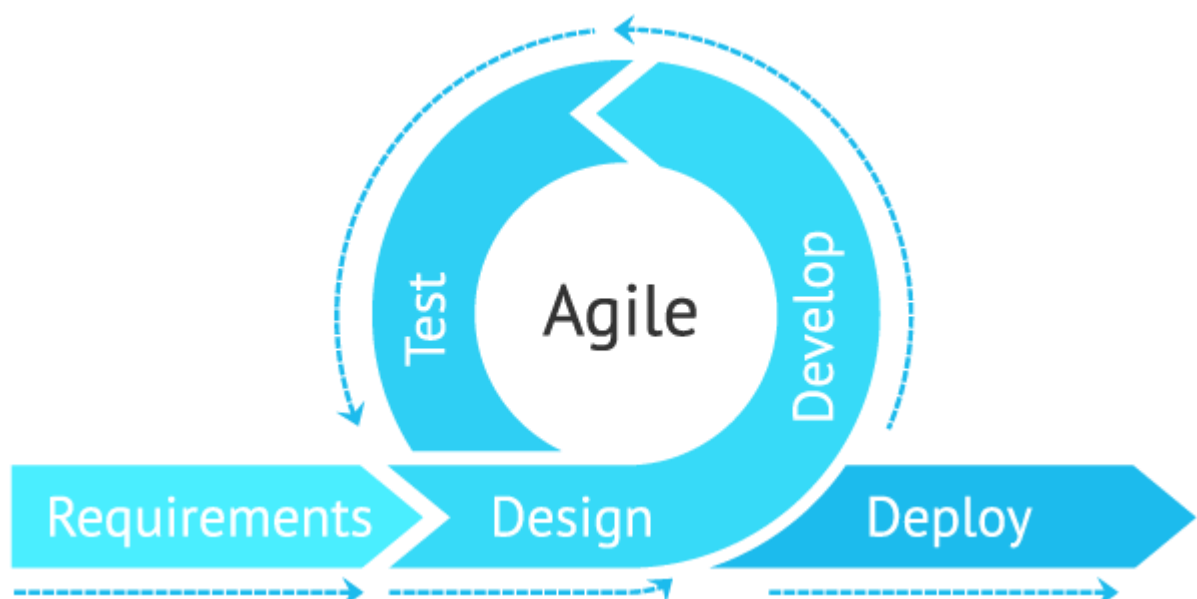 Agile
Test
Develop
Requirements
Design
Deploy